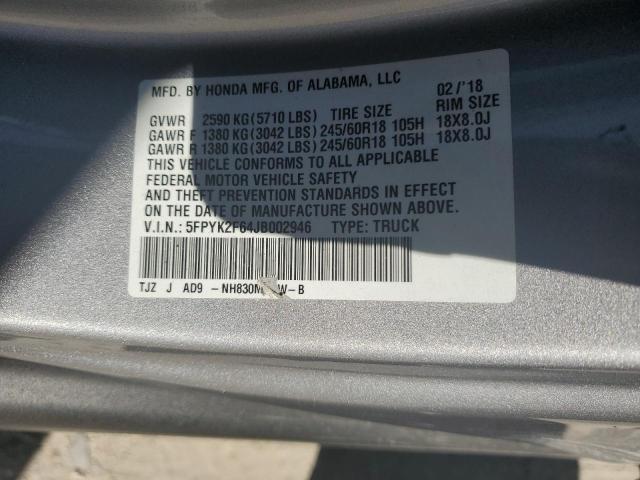 MFD. BY HONDA MFG. OF ALABAMA, LLC 02 /'18
GVWR 2590 KG(5710 LBS) TIRE SIZE RIM SIZE
GAWR F 1380 KG(3042 LBS) 245/60R18 105H 18X8.0J
GAWR R 1380 KG(3042 LBS) 245/60R18 105H 18X8.0J
THIS VEHICLE CONFORMS TO ALL APPLICABLE
FEDERAL MOTOR VEHICLE SAFETY
AND THEFT PREVENTION STANDARDS IN EFFECT
ON THE DATE OF MANUFACTURE SHOWN ABOVE.
V.I.N.: 5FPYK2F64JB002946 TYPE: TRUCK
TJZ J AD9 -NH830M W-B